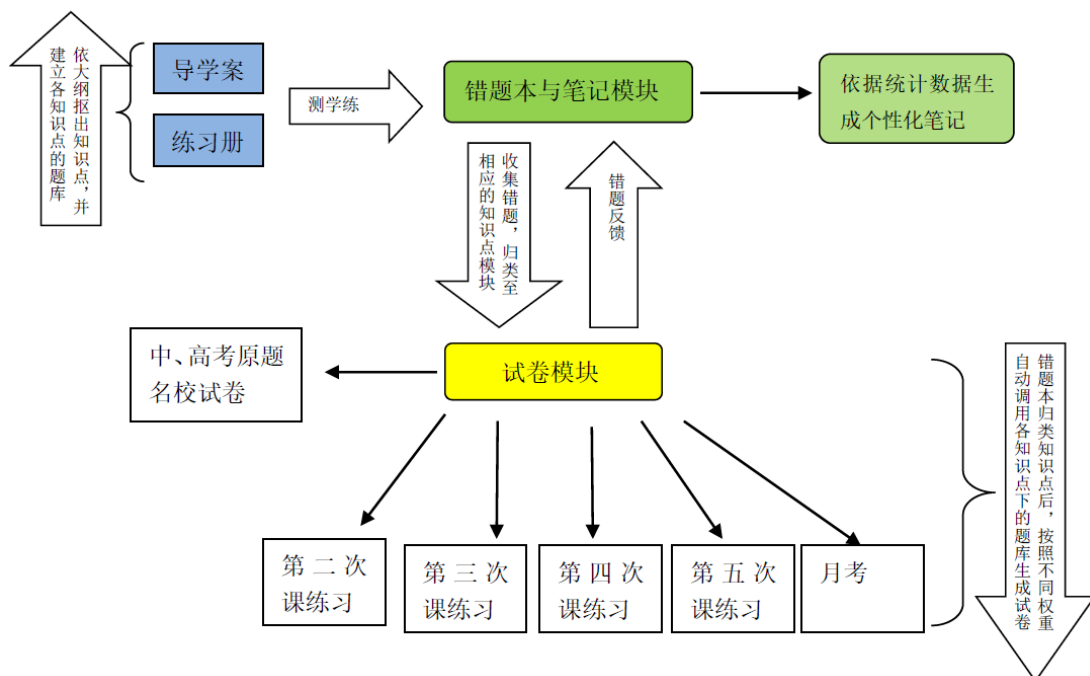 依大纲抠出知识点，并
建立各知识点的题库
导学案
练习册
测学练
错题本与笔记模块
依据统计数据生
成个性化笔记
收集错题，归类至
相应的知识点模块
错题反馈
中、高考原题
名校试卷
试卷模块
第二次
课练习
第三次
课练习
第四次
课练习
第五次
课练习
月考
错题本归类知识点后，按照不同权重
自动调用各知识点下的题库生成试卷